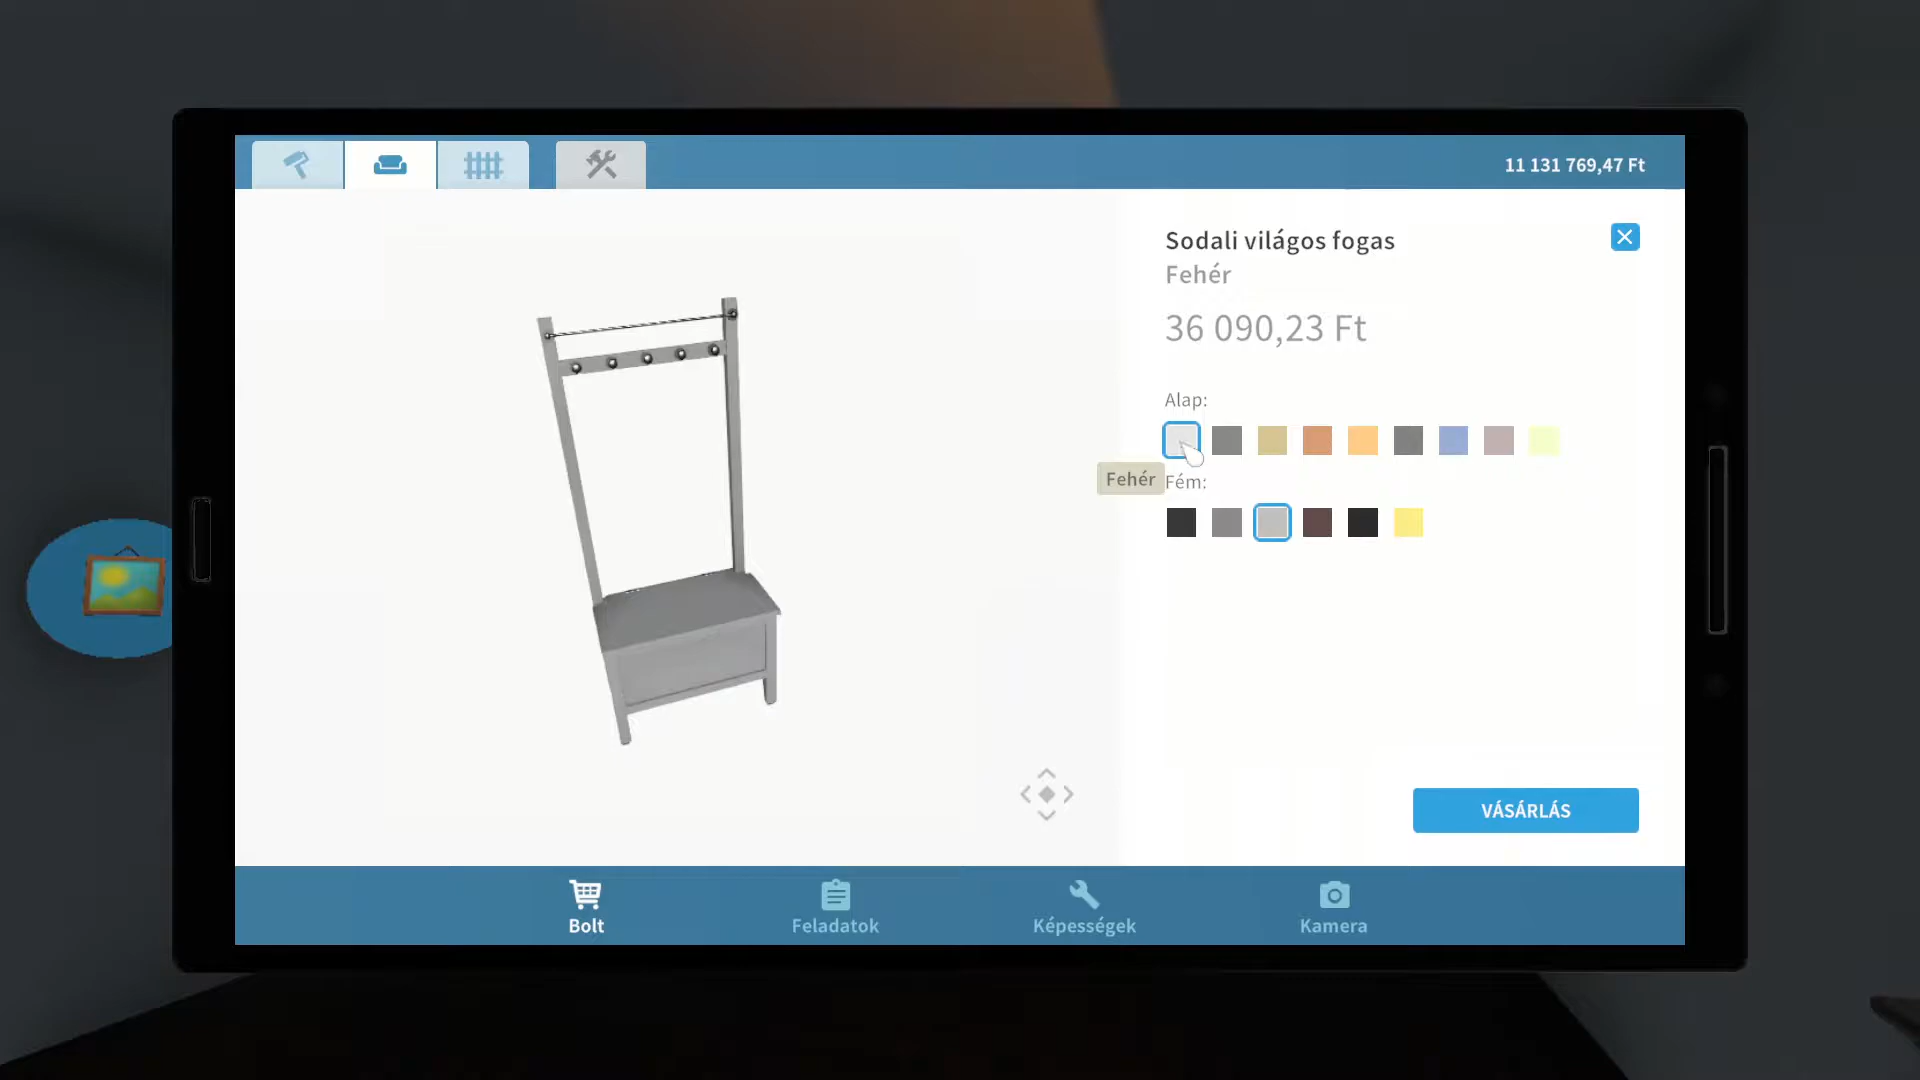 11 131 769,47 Ft
Sodali világos fogas
Fehér
36 090,23 Ft
Alap:
Fehér
Fém:
VÁSÁRLÁS
Bolt
Feladatok
Képességek
Kamera